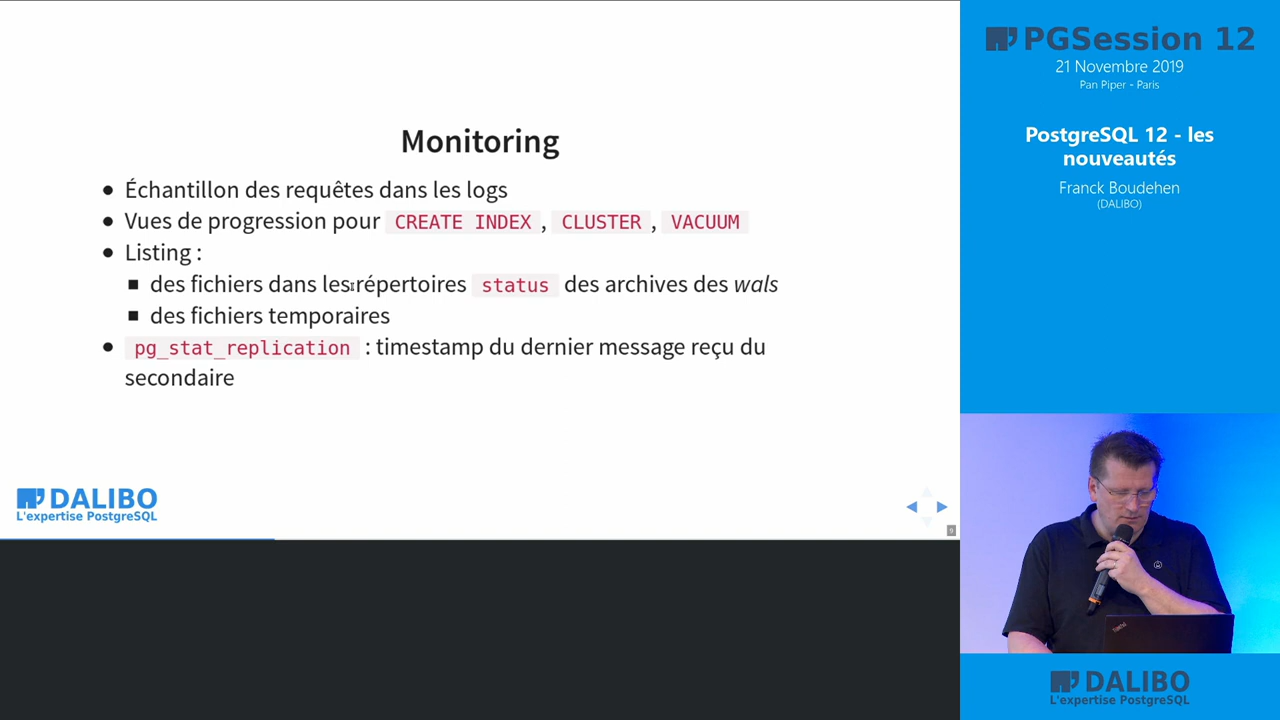 Monitoring
Échantillon des requêtes dans les logs
Vues de progression pour CREATE INDEX , CLUSTER , VACUUM
Listing :
des fichiers dans les répertoires status des archives des wals
des fichiers temporaires
pg_stat_replication : timestamp du dernier message reçu du
secondaire
DALIBO
L'expertise PostgreSQL
PGSession 12
21 Novembre 2019
Pan Piper - Paris
PostgreSQL 12 - les
nouveautés
Franck Boudehen
(DALIBO)
DALIBO
L'expertise PostgreSQL